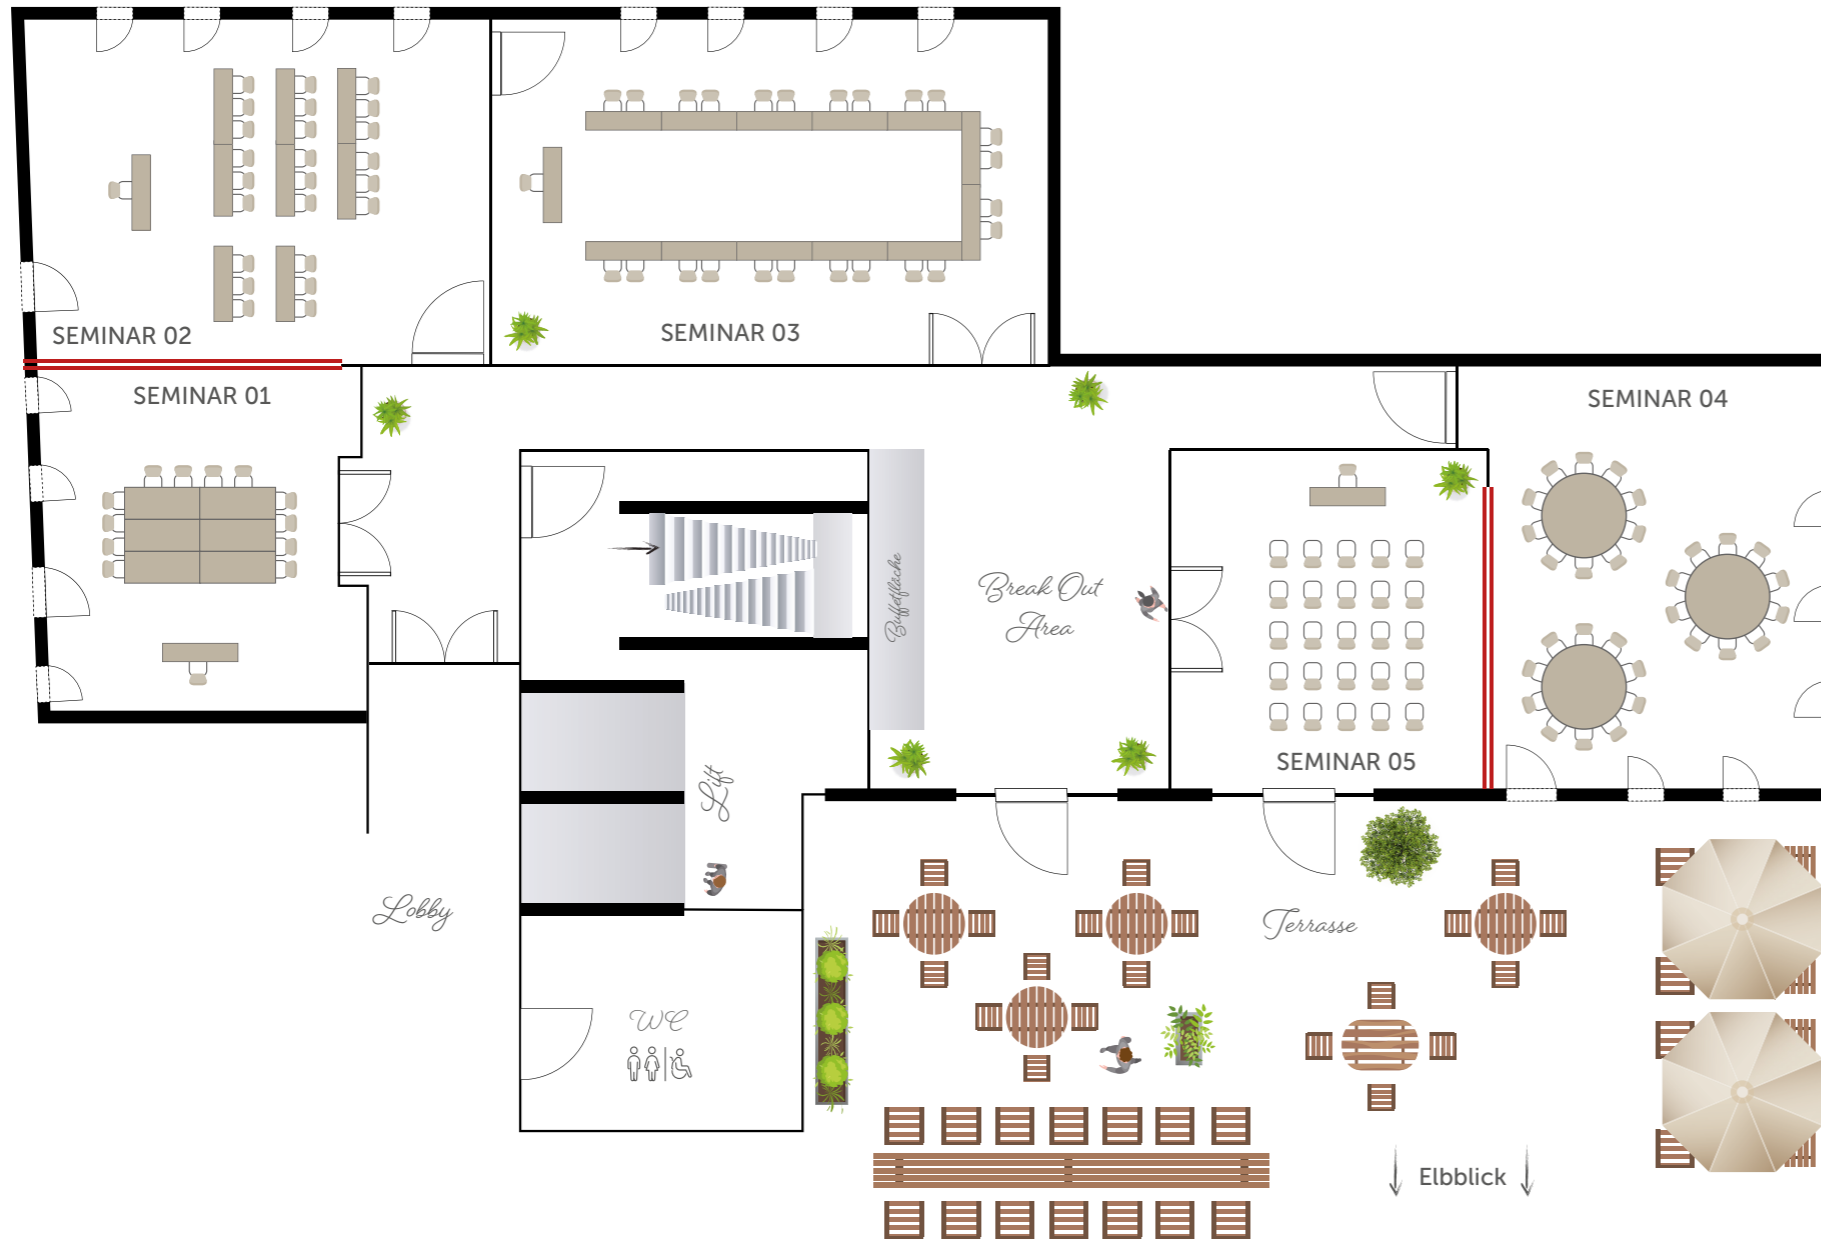 SEMINAR 02
SEMINAR 03
SEMINAR 01
SEMINAR 04
Buffetfläche
Break Out
Area
SEMINAR 05
Lift
Lobby
Terrasse
WC
Elbblick